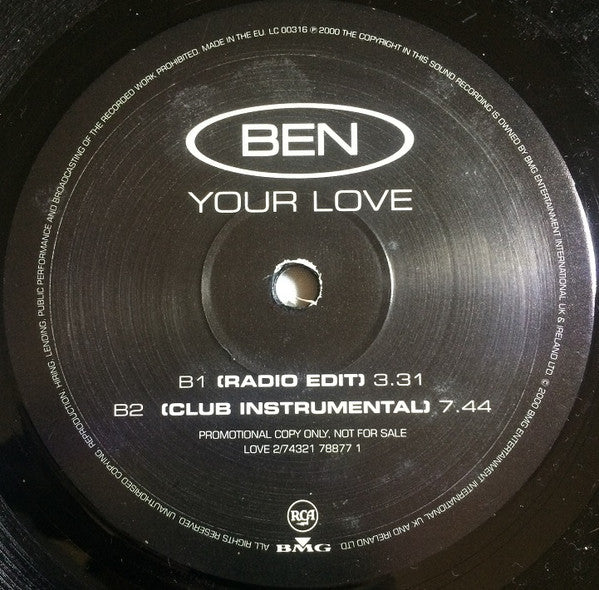 BEN
YOUR LOVE
B1 (RADIO EDIT) 3.31
B2 (CLUB INSTRUMENTAL) 7.44
PROMOTIONAL COPY ONLY, NOT FOR SALE
LOVE 2/74321 78877 1
RCA
BMG
UNAUTHORISED COPYING, REPRODUCTION, HIRING, LENDING, PUBLIC PERFORMANCE AND BROADCASTING OF THE RECORDED WORK PROHIBITED. MADE IN THE EU. LC 00316 ℗ 2000 THE COPYRIGHT IN THIS SOUND RECORDING IS OWNED BY BMG ENTERTAINMENT INTERNATIONAL UK & IRELAND LTD © 2000 BMG ENTERTAINMENT INTERNATIONAL UK AND IRELAND LTD. ALL RIGHTS RESERVED.